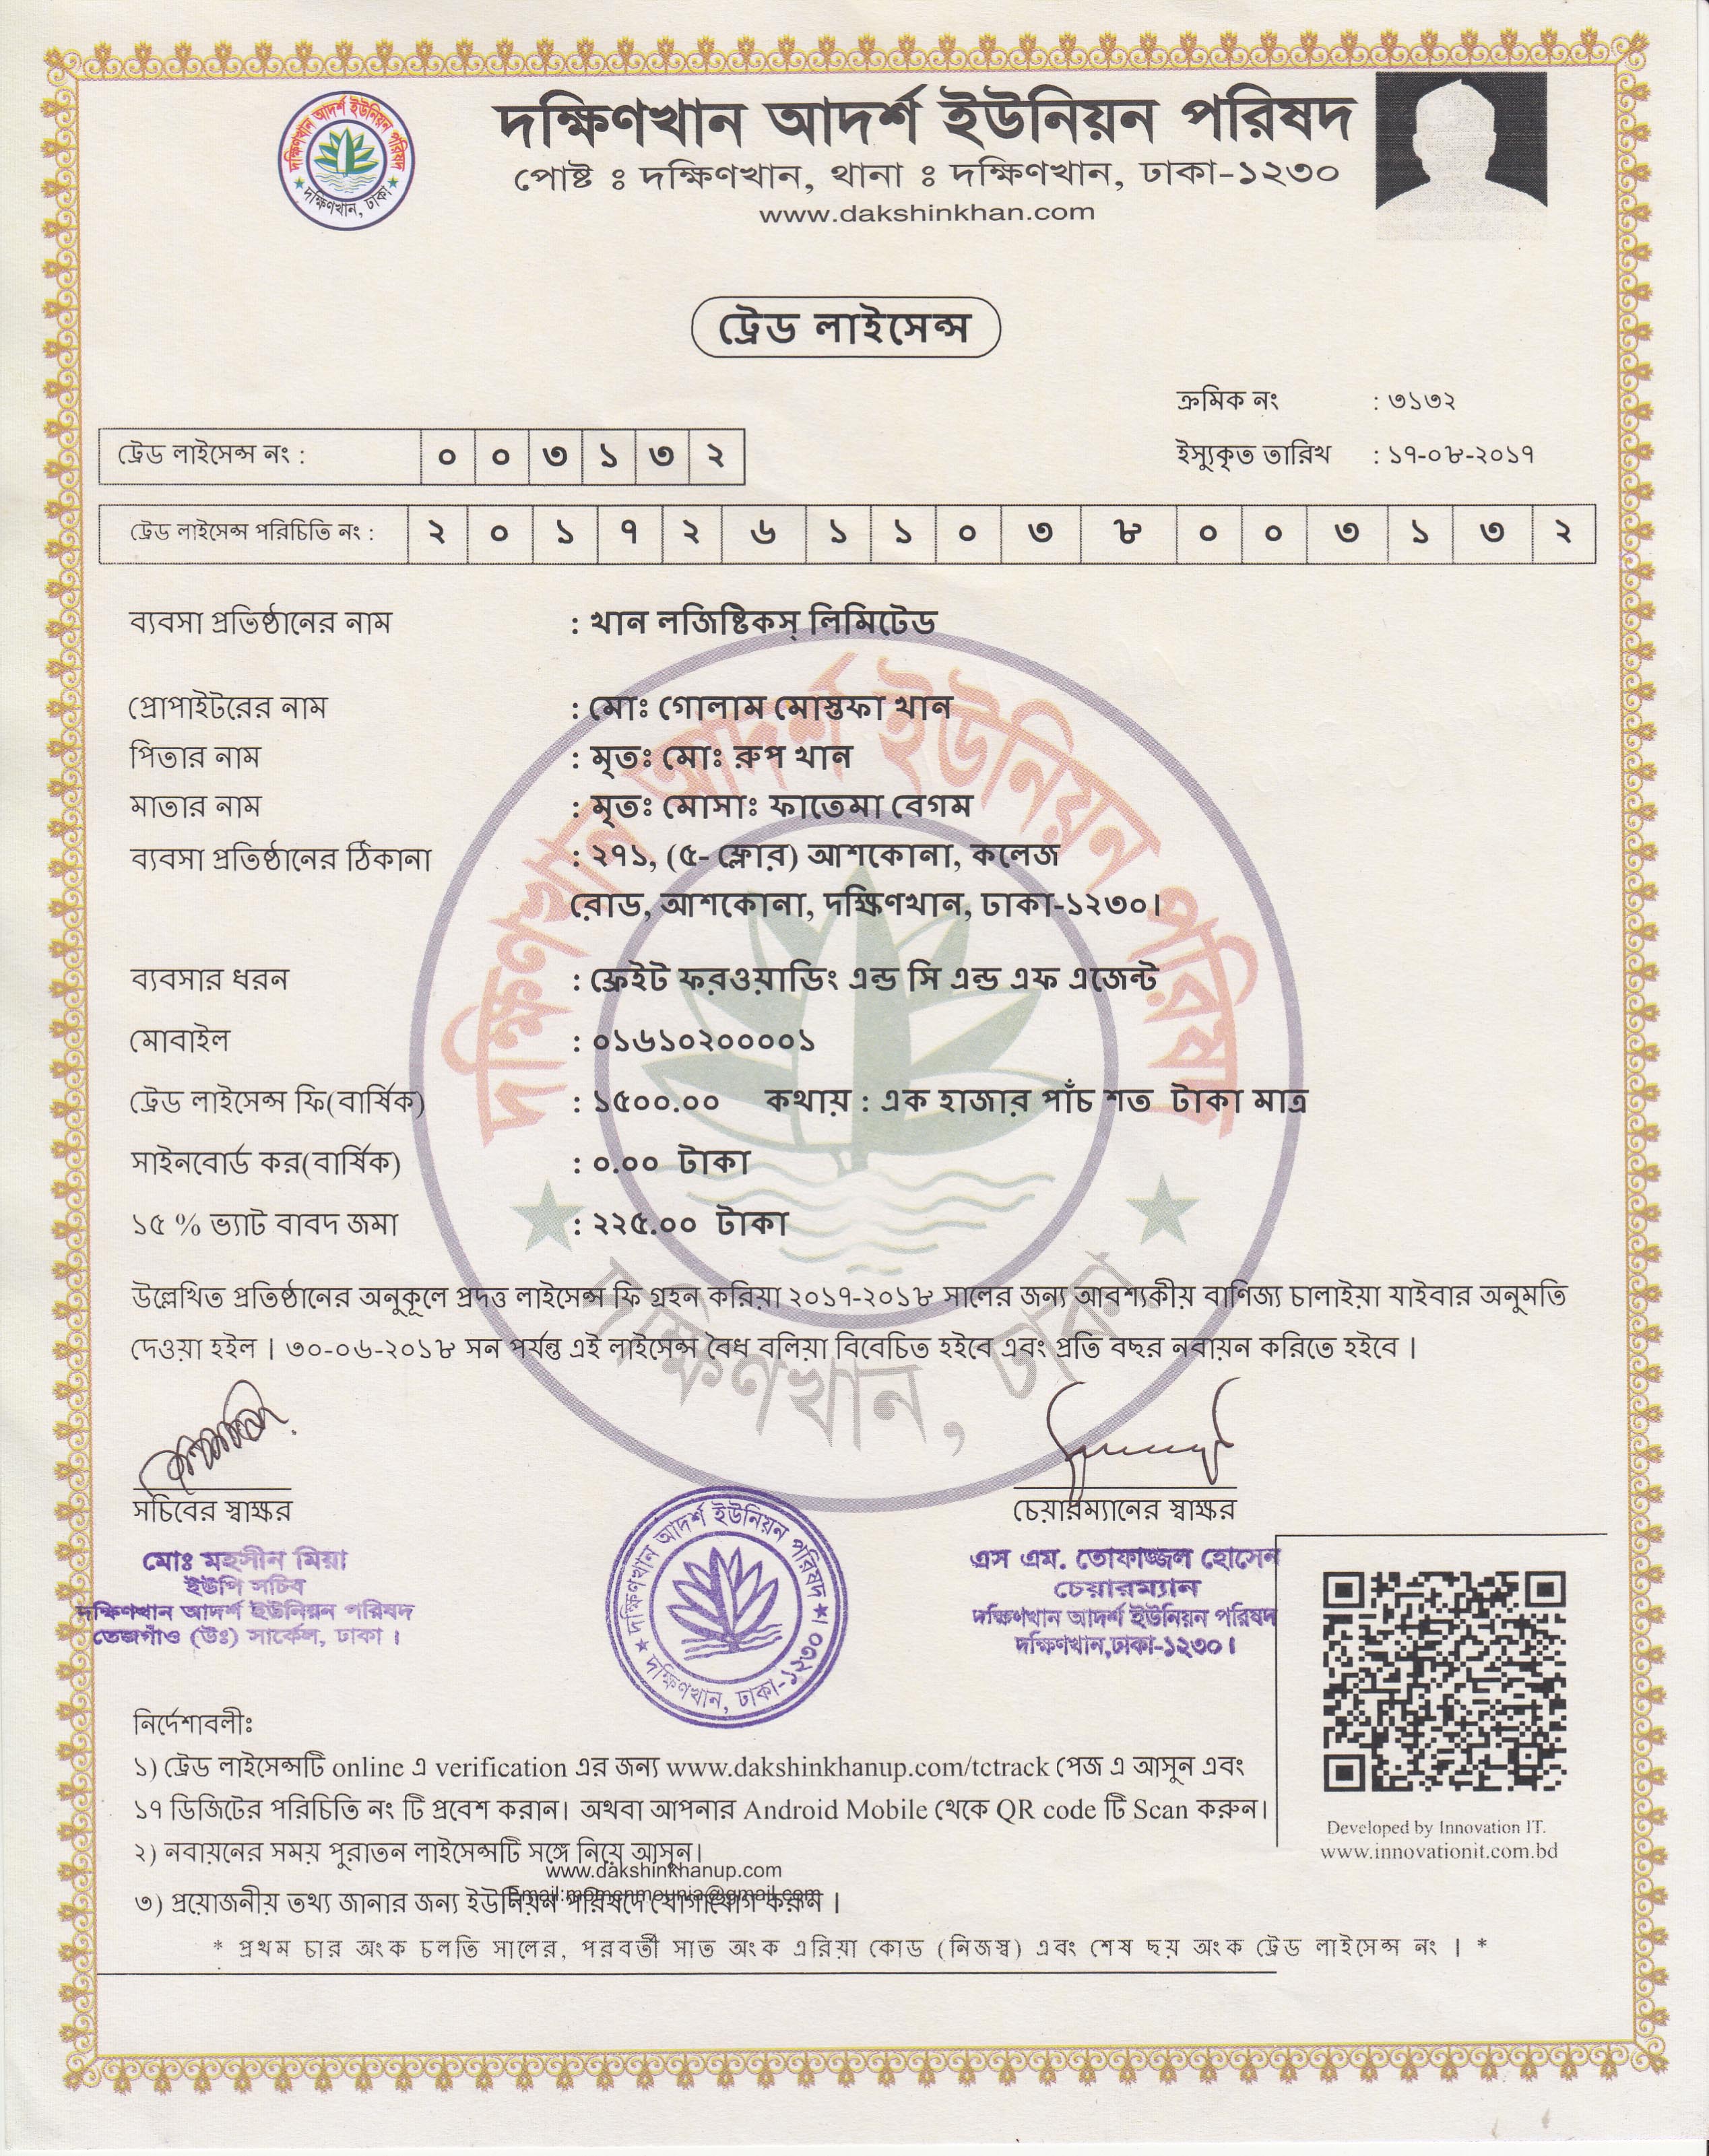 দক্ষিণখান আদর্শ ইউনিয়ন পরিষদ
দক্ষিণখান, ঢাকা
দক্ষিণখান আদর্শ ইউনিয়ন পরিষদ
পোষ্ট ঃ দক্ষিণখান, থানা ঃ দক্ষিণখান, ঢাকা-১২৩০
www.dakshinkhan.com
ট্রেড লাইসেন্স
ক্রমিক নং : ৩১৩২
ট্রেড লাইসেন্স নং : ০ ০ ৩ ১ ৩ ২
ইস্যুকৃত তারিখ : ১৭-০৮-২০১৭
ট্রেড লাইসেন্স পরিচিতি নং : ২ ০ ১ ৭ ২ ৬ ১ ১ ০ ৩ ৮ ০ ০ ৩ ১ ৩ ২
ব্যবসা প্রতিষ্ঠানের নাম : খান লজিষ্টিকস্ লিমিটেড
প্রোপাইটরের নাম : মোঃ গোলাম মোস্তফা খান
পিতার নাম : মৃতঃ মোঃ রুপ খান
মাতার নাম : মৃতঃ মোসাঃ ফাতেমা বেগম
ব্যবসা প্রতিষ্ঠানের ঠিকানা : ২৭১, (৫- ফ্লোর) আশকোনা, কলেজ
রোড, আশকোনা, দক্ষিণখান, ঢাকা-১২৩০।
ব্যবসার ধরন : ফ্রেইট ফরওয়াডিং এন্ড সি এন্ড এফ এজেন্ট
মোবাইল : ০১৬১০২০০০০১
ট্রেড লাইসেন্স ফি(বার্ষিক) : ১৫০০.০০ কথায় : এক হাজার পাঁচ শত টাকা মাত্র
সাইনবোর্ড কর(বার্ষিক) : ০.০০ টাকা
১৫ % ভ্যাট বাবদ জমা : ২২৫.০০ টাকা
উল্লেখিত প্রতিষ্ঠানের অনুকূলে প্রদত্ত লাইসেন্স ফি গ্রহন করিয়া ২০১৭-২০১৮ সালের জন্য আবশ্যকীয় বাণিজ্য চালাইয়া যাইবার অনুমতি
দেওয়া হইল । ৩০-০৬-২০১৮ সন পর্যন্ত এই লাইসেন্স বৈধ বলিয়া বিবেচিত হইবে এবং প্রতি বছর নবায়ন করিতে হইবে ।
দক্ষিণখান আদর্শ ইউনিয়ন পরিষদ
দক্ষিণখান, ঢাকা
সচিবের স্বাক্ষর
চেয়ারম্যানের স্বাক্ষর
মোঃ মহসীন মিয়া
ইউপি সচিব
দক্ষিণখান আদর্শ ইউনিয়ন পরিষদ
তেজগাঁও (উঃ) সার্কেল, ঢাকা ।
দক্ষিণখান আদর্শ ইউনিয়ন পরিষদ
দক্ষিণখান, ঢাকা-১২৩০
এস এম. তোফাজ্জল হোসেন
চেয়ারম্যান
দক্ষিণখান আদর্শ ইউনিয়ন পরিষদ
দক্ষিণখান,ঢাকা-১২৩০।
নির্দেশাবলীঃ
১) ট্রেড লাইসেন্সটি online এ verification এর জন্য www.dakshinkhanup.com/tctrack পেজ এ আসুন এবং
১৭ ডিজিটের পরিচিতি নং টি প্রবেশ করান। অথবা আপনার Android Mobile থেকে QR code টি Scan করুন।
২) নবায়নের সময় পুরাতন লাইসেন্সটি সঙ্গে নিয়ে আসুন।
www.dakshinkhanup.com
Email:momenmounia@gmail.com
৩) প্রয়োজনীয় তথ্য জানার জন্য ইউনিয়ন পরিষদে যোগাযোগ করুন ।
Developed by Innovation IT.
www.innovationit.com.bd
* প্রথম চার অংক চলতি সালের, পরবর্তী সাত অংক এরিয়া কোড (নিজস্ব) এবং শেষ ছয় অংক ট্রেড লাইসেন্স নং । *